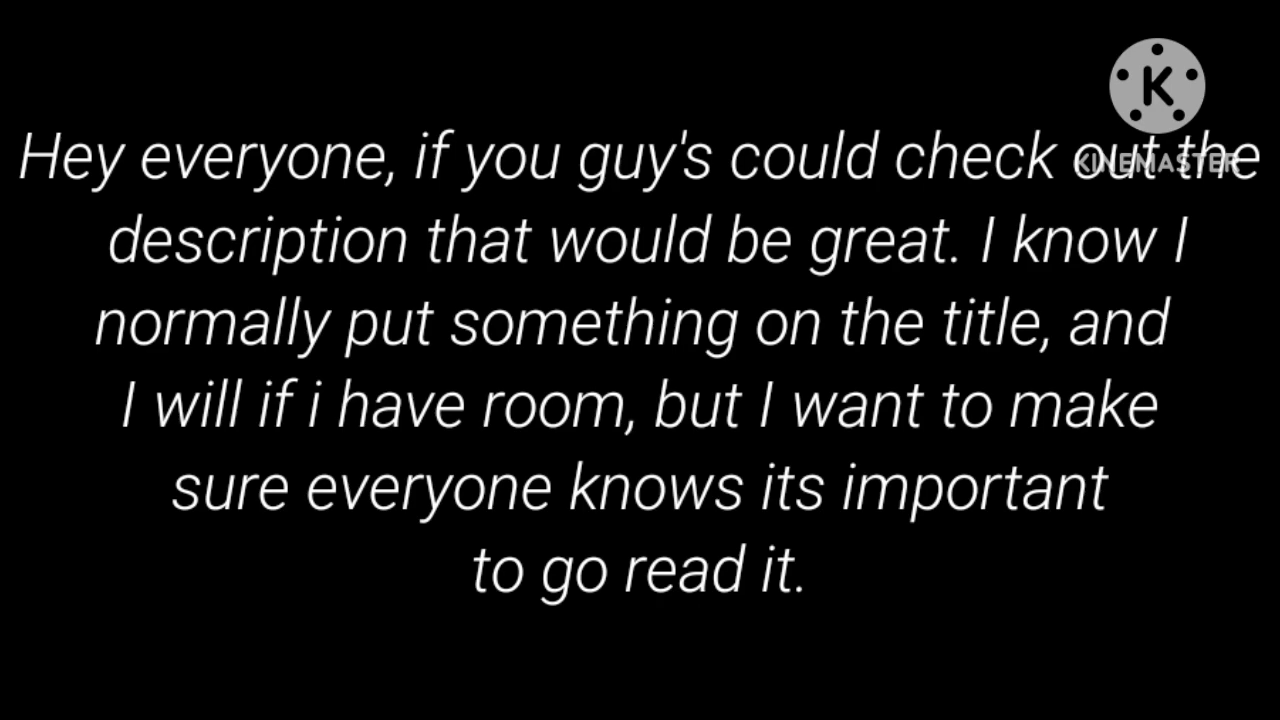 K
KINEMASTER
Hey everyone, if you guy's could check out the
description that would be great. I know I
normally put something on the title, and
I will if i have room, but I want to make
sure everyone knows its important
to go read it.